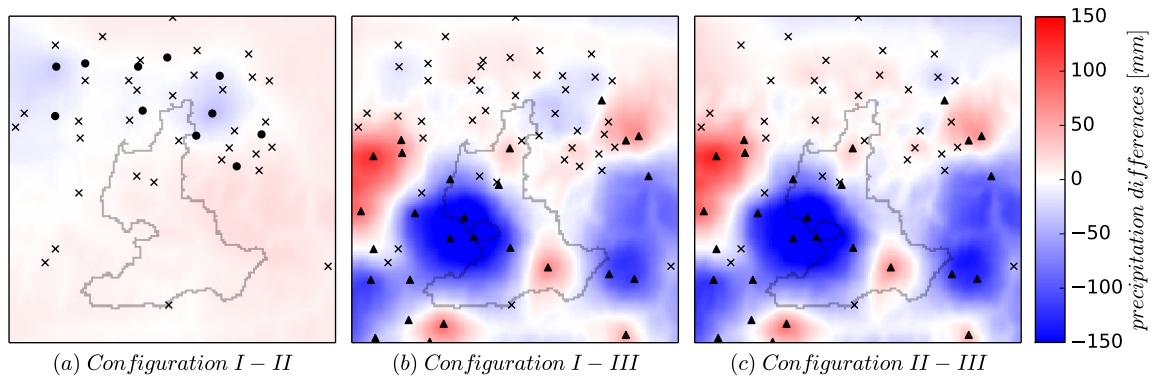 150
100
50
0
−50
−100
−150
precipitation differences [mm]
(a) Configuration I − II
(b) Configuration I − III
(c) Configuration II − III